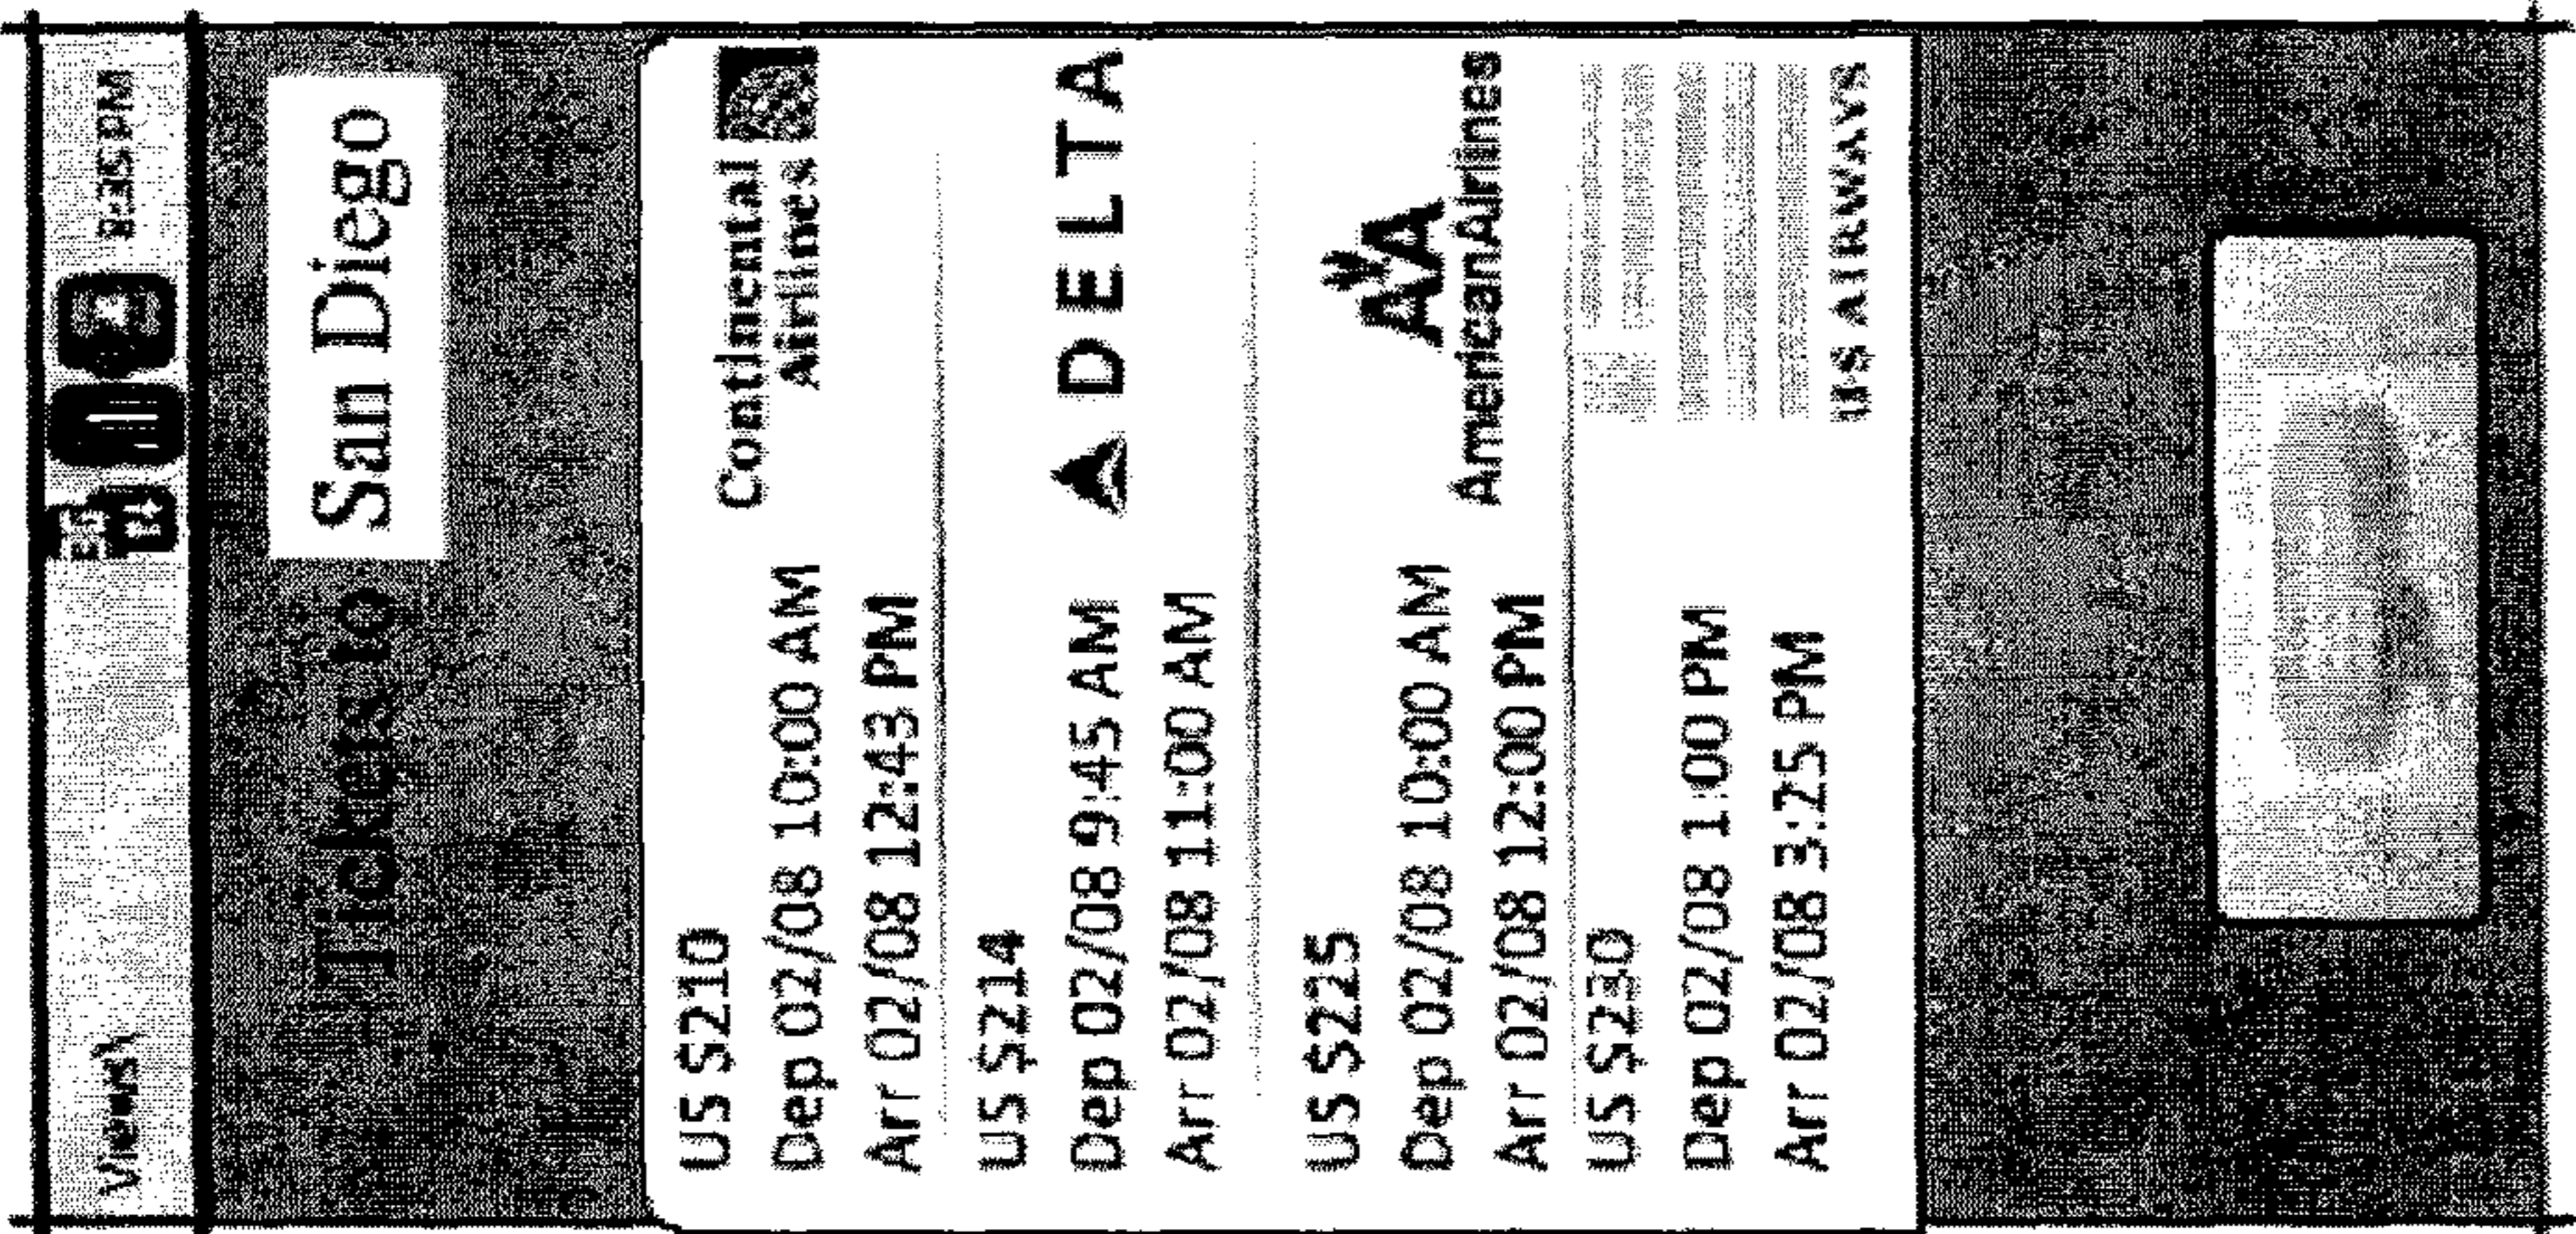 8:35 PM
Tickets to San Diego
US $210
Dep 02/08 10:00 AM
Arr 02/08 12:43 PM
Continental
Airlines
US $214
Dep 02/08 9:45 AM
Arr 02/08 11:00 AM
DELTA
US $225
Dep 02/08 10:00 AM
Arr 02/08 12:00 PM
AA
AmericanAirlines
US $230
Dep 02/08 1:00 PM
Arr 02/08 3:25 PM
US AIRWAYS